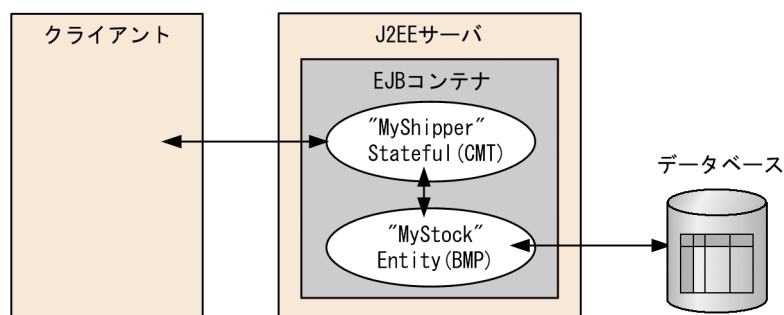 クライアント
J2EEサーバ
EJBコンテナ
"MyShipper"
Stateful(CMT)
データベース
"MyStock"
Entity(BMP)